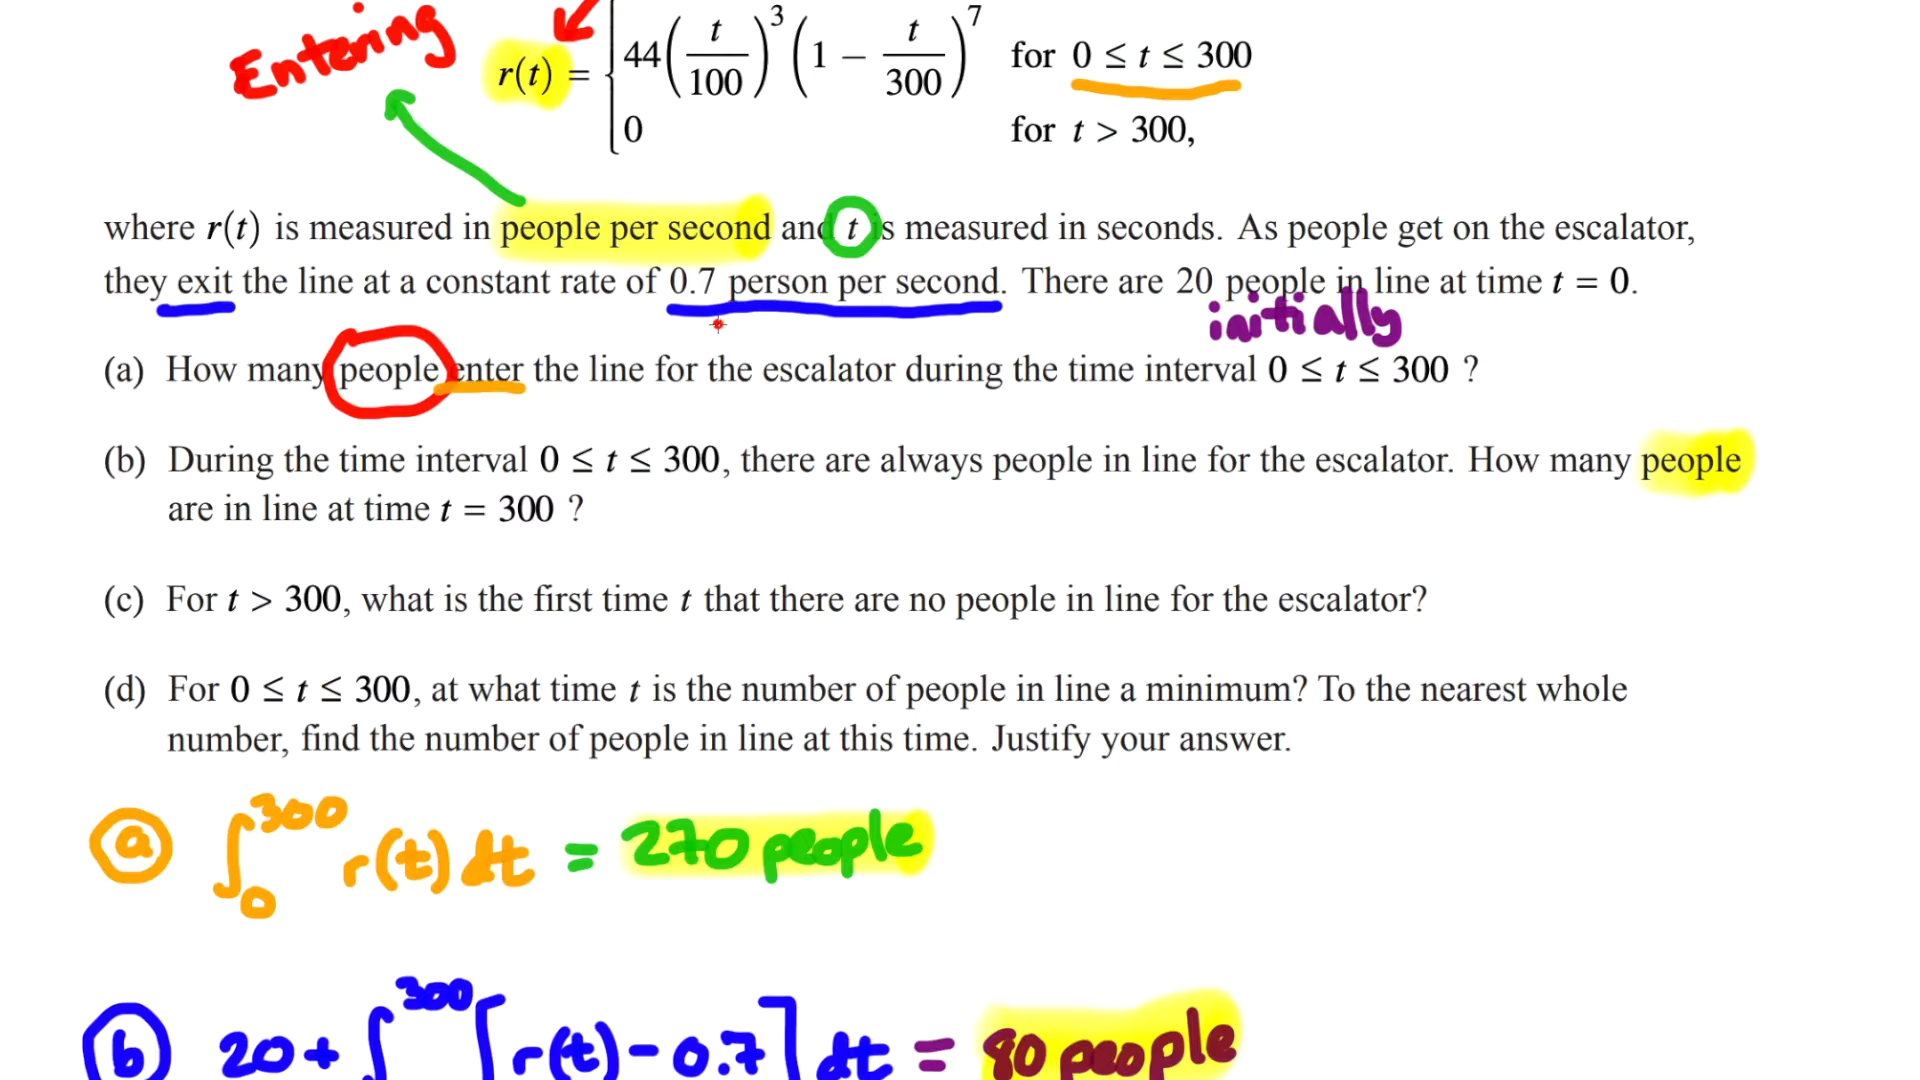 Entering
r(t) = { 44(t/100)^3 (1 − t/300)^7 for 0 ≤ t ≤ 300
0 for t > 300,
where r(t) is measured in people per second and t is measured in seconds. As people get on the escalator,
they exit the line at a constant rate of 0.7 person per second. There are 20 people in line at time t = 0.
initially
(a) How many people enter the line for the escalator during the time interval 0 ≤ t ≤ 300 ?
(b) During the time interval 0 ≤ t ≤ 300, there are always people in line for the escalator. How many people
are in line at time t = 300 ?
(c) For t > 300, what is the first time t that there are no people in line for the escalator?
(d) For 0 ≤ t ≤ 300, at what time t is the number of people in line a minimum? To the nearest whole
number, find the number of people in line at this time. Justify your answer.
ⓐ ∫_0^300 r(t) dt = 270 people
ⓑ 20 + ∫^300 [r(t) − 0.7] dt = 80 people